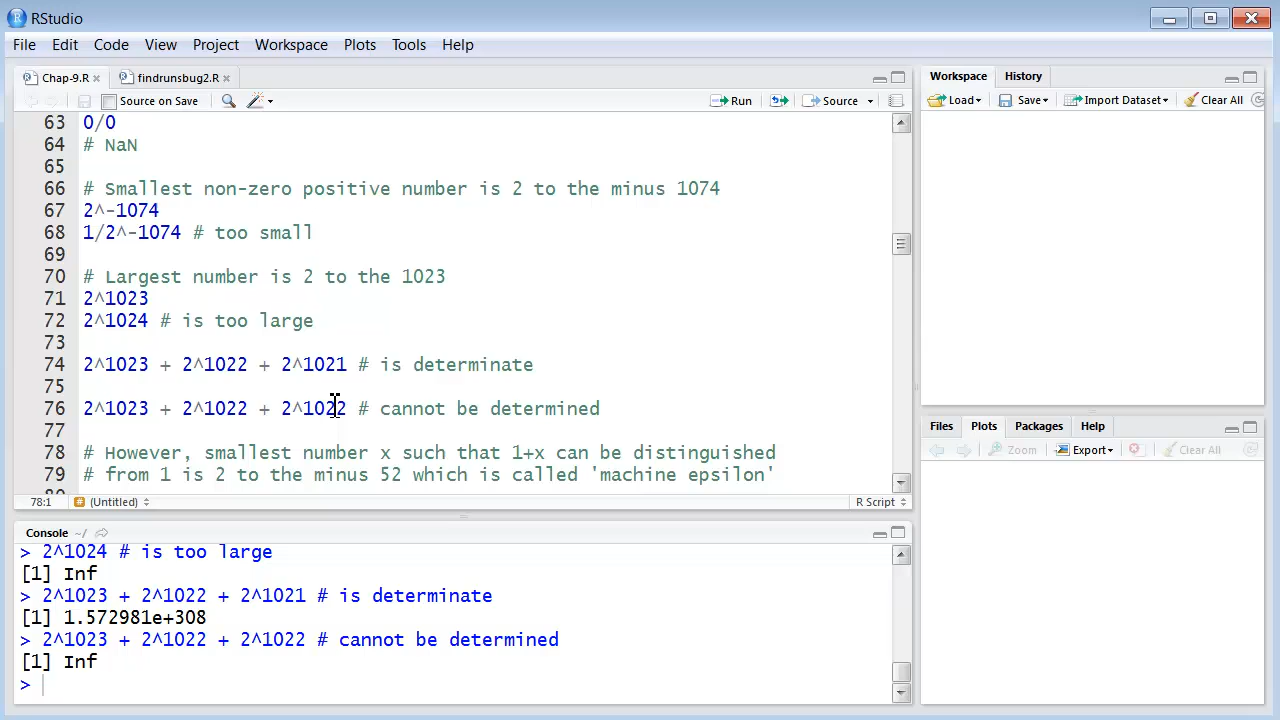 RStudio
File Edit Code View Project Workspace Plots Tools Help
Chap-9.R findrunsbug2.R
Source on Save Run Source
63 0/0
64 # NaN
65
66 # Smallest non-zero positive number is 2 to the minus 1074
67 2^-1074
68 1/2^-1074 # too small
69
70 # Largest number is 2 to the 1023
71 2^1023
72 2^1024 # is too large
73
74 2^1023 + 2^1022 + 2^1021 # is determinate
75
76 2^1023 + 2^1022 + 2^1022 # cannot be determined
77
78 # However, smallest number x such that 1+x can be distinguished
79 # from 1 is 2 to the minus 52 which is called 'machine epsilon'
78:1 (Untitled) R Script
Console ~/
> 2^1024 # is too large
[1] Inf
> 2^1023 + 2^1022 + 2^1021 # is determinate
[1] 1.572981e+308
> 2^1023 + 2^1022 + 2^1022 # cannot be determined
[1] Inf
>
Workspace History
Load Save Import Dataset Clear All
Files Plots Packages Help
Zoom Export Clear All